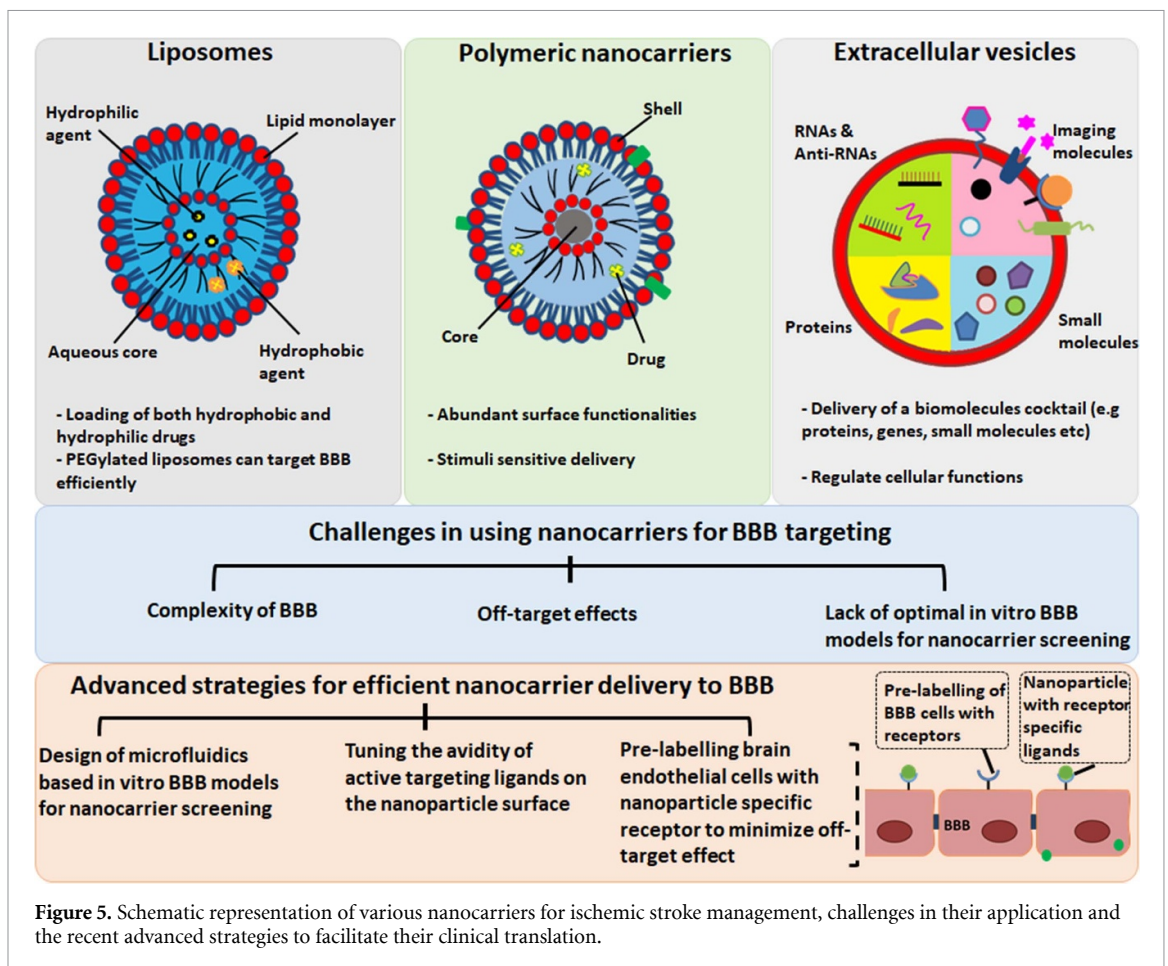 Liposomes
Hydrophilic
agent
Lipid monolayer
Aqueous core
Hydrophobic
agent
- Loading of both hydrophobic and
hydrophilic drugs
- PEGylated liposomes can target BBB
efficiently
Polymeric nanocarriers
Shell
Core
Drug
- Abundant surface functionalities
- Stimuli sensitive delivery
Extracellular vesicles
RNAs &
Anti-RNAs
Imaging
molecules
Proteins
Small
molecules
- Delivery of a biomolecules cocktail (e.g
proteins, genes, small molecules etc)
- Regulate cellular functions
Challenges in using nanocarriers for BBB targeting
Complexity of BBB
Off-target effects
Lack of optimal in vitro BBB
models for nanocarrier screening
Advanced strategies for efficient nanocarrier delivery to BBB
Design of microfluidics
based in vitro BBB models
for nanocarrier screening
Tuning the avidity of
active targeting ligands on
the nanoparticle surface
Pre-labelling brain
endothelial cells with
nanoparticle specific
receptor to minimize off-
target effect
Pre-labelling of
BBB cells with
receptors
Nanoparticle
with receptor
specific
ligands
BBB
Figure 5. Schematic representation of various nanocarriers for ischemic stroke management, challenges in their application and
the recent advanced strategies to facilitate their clinical translation.